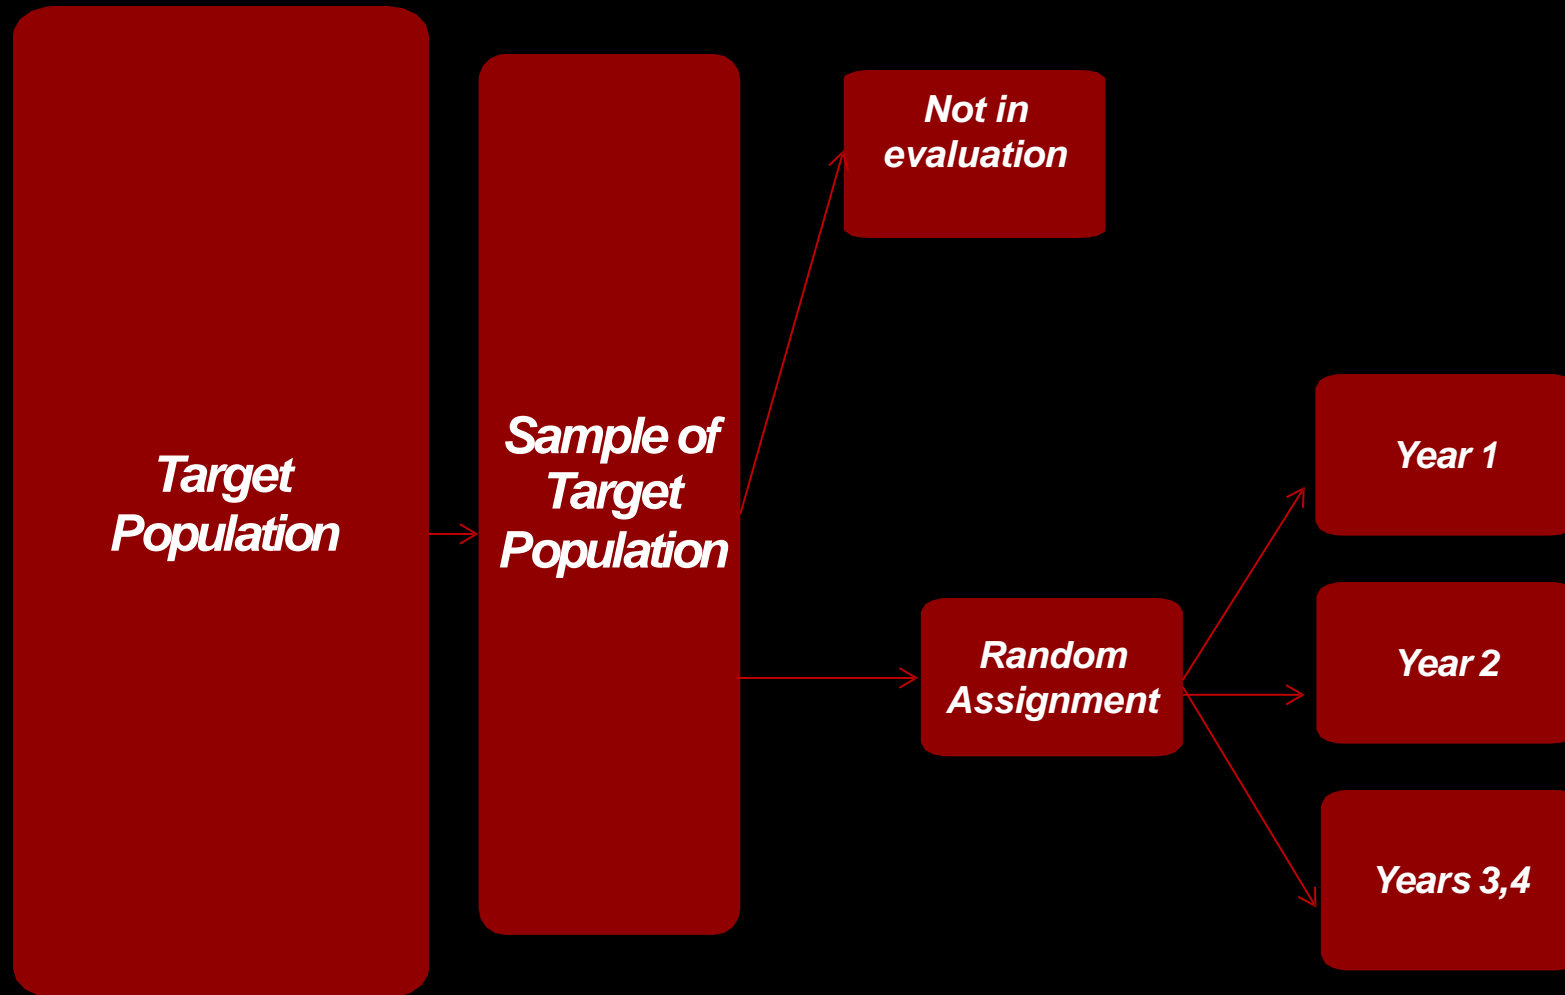 Target
Population
Sample of
Target
Population
Not in
evaluation
Random
Assignment
Year 1
Year 2
Years 3,4